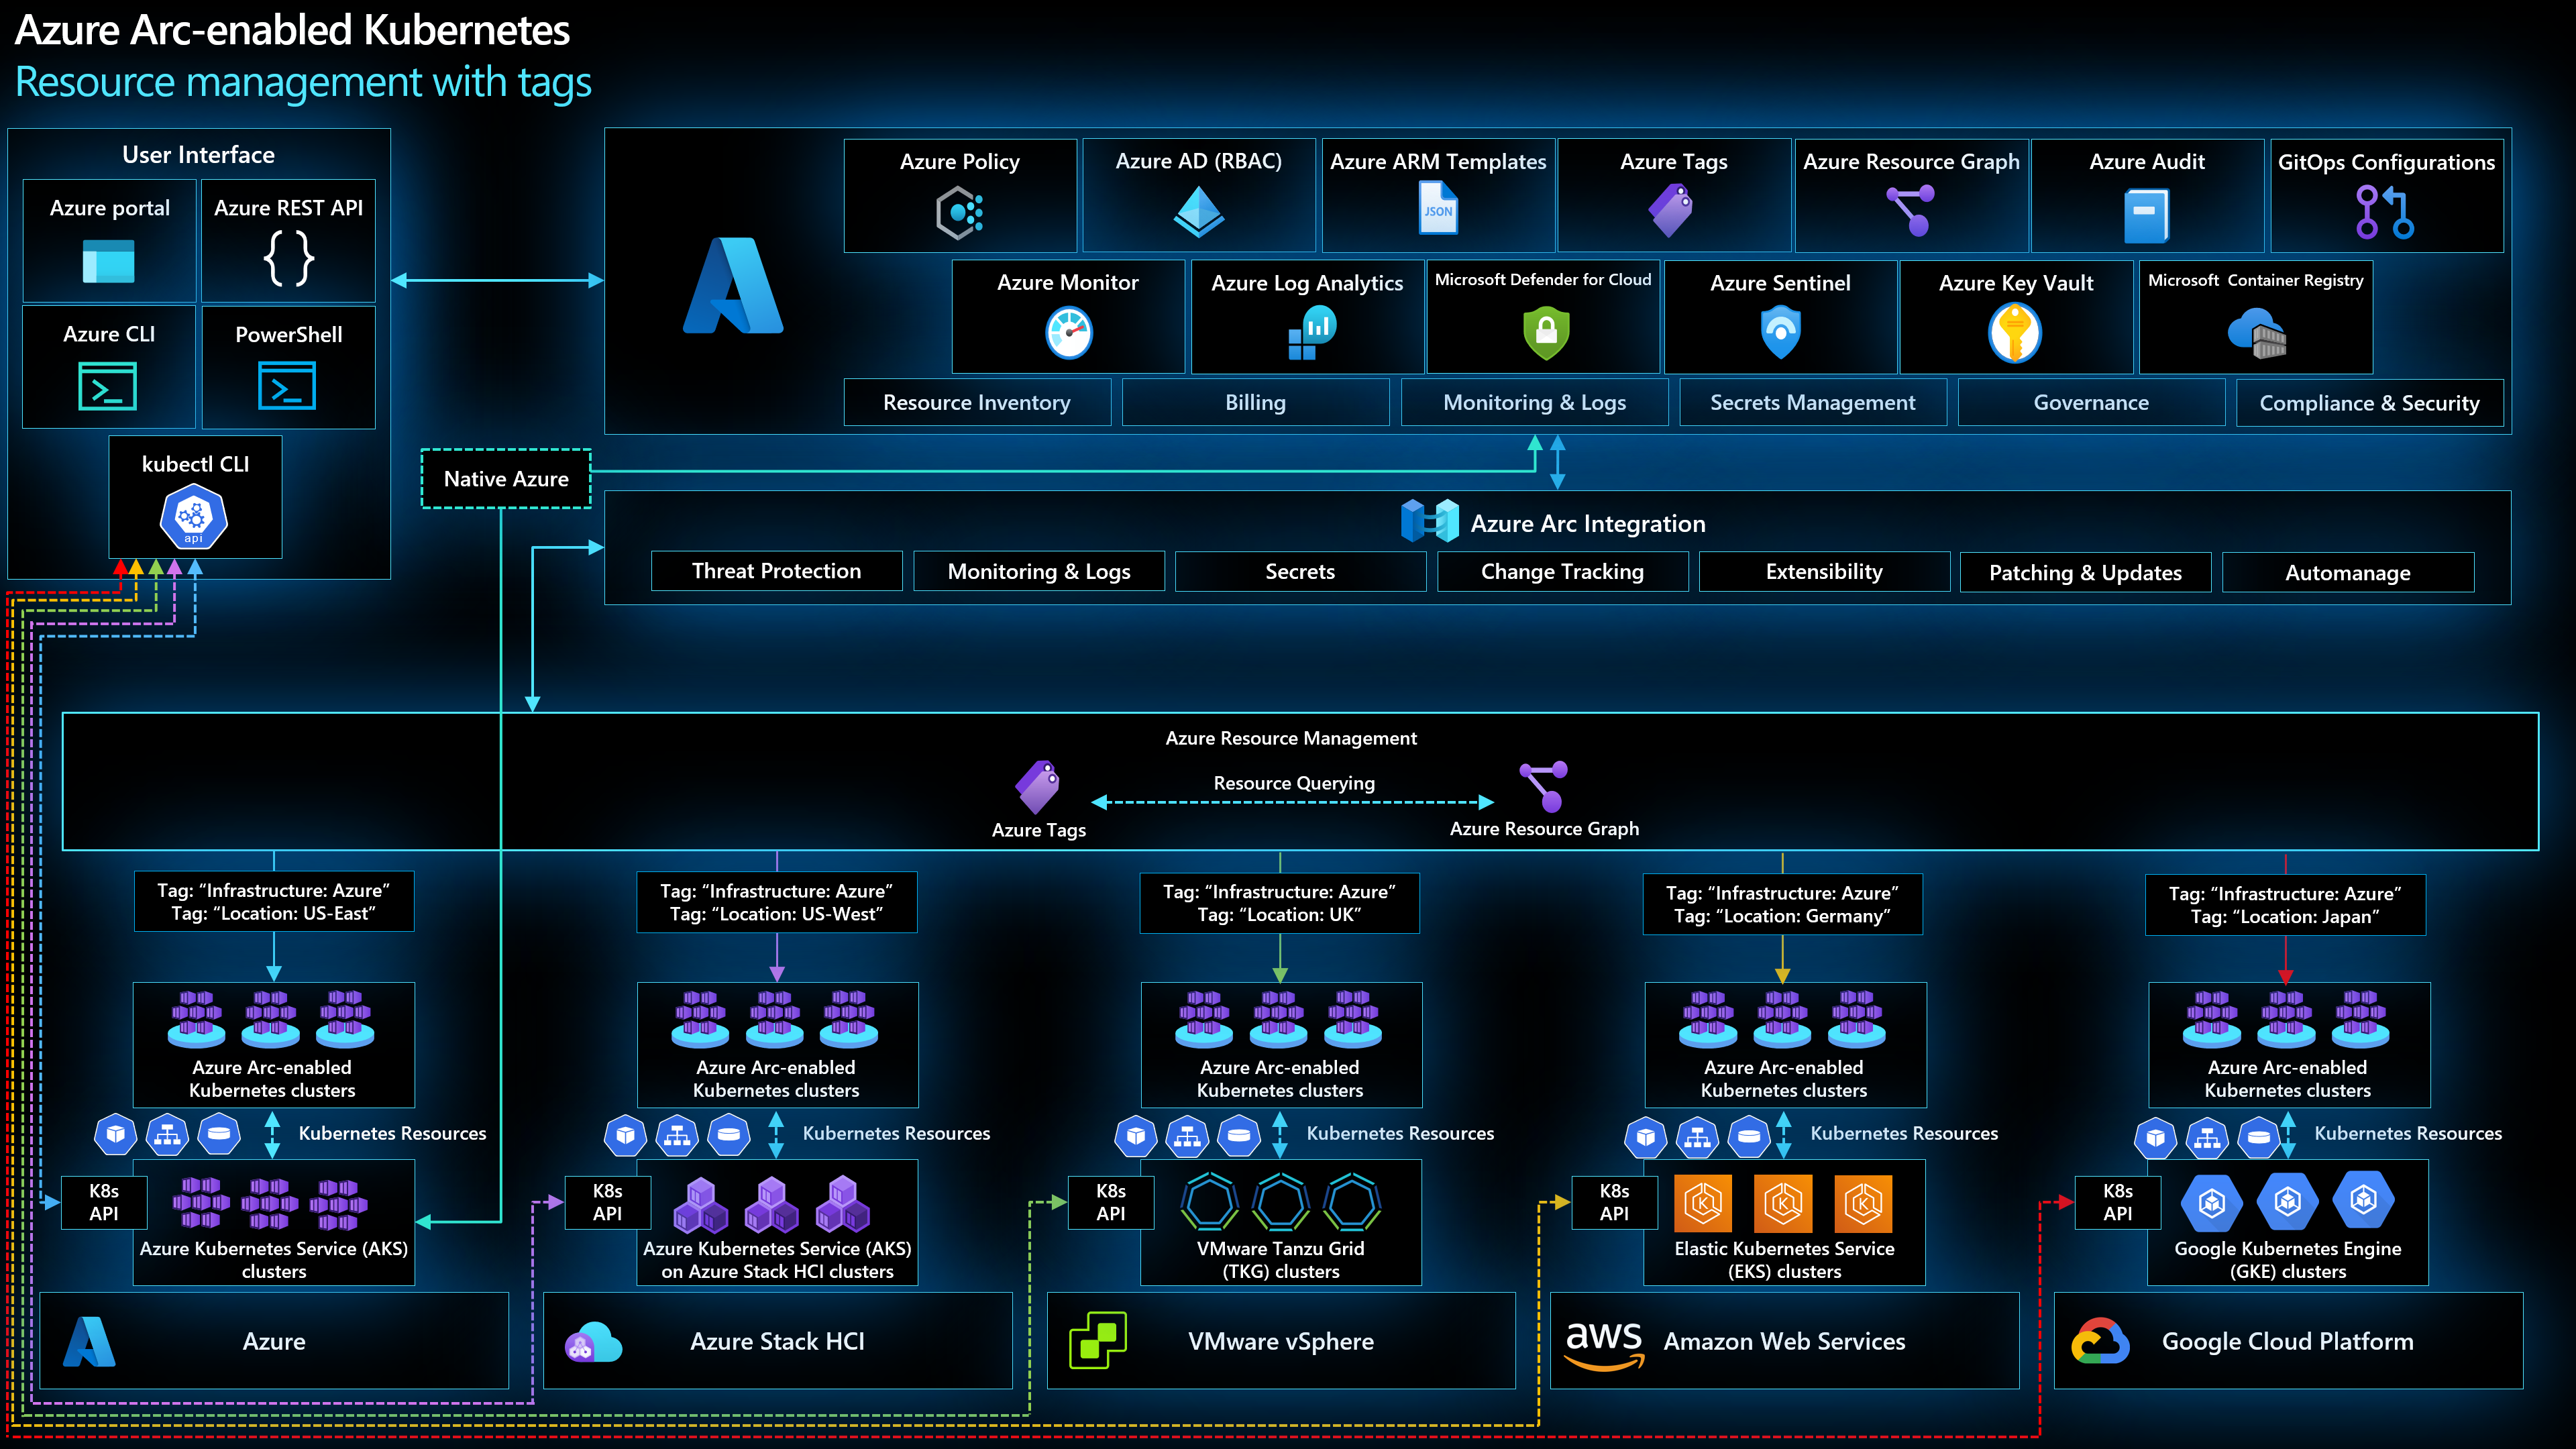 Azure Arc-enabled Kubernetes
Resource management with tags
User Interface
Azure portal
Azure REST API
Azure CLI
PowerShell
kubectl CLI
api
Azure Policy
Azure AD (RBAC)
Azure ARM Templates
JSON
Azure Tags
Azure Resource Graph
Azure Audit
GitOps Configurations
Azure Monitor
Azure Log Analytics
Microsoft Defender for Cloud
Azure Sentinel
Azure Key Vault
Microsoft Container Registry
Resource Inventory
Billing
Monitoring & Logs
Secrets Management
Governance
Compliance & Security
Native Azure
Azure Arc Integration
Threat Protection
Monitoring & Logs
Secrets
Change Tracking
Extensibility
Patching & Updates
Automanage
Azure Resource Management
Resource Querying
Azure Tags
Azure Resource Graph
Tag: “Infrastructure: Azure”
Tag: “Location: US-East”
Tag: “Infrastructure: Azure”
Tag: “Location: US-West”
Tag: “Infrastructure: Azure”
Tag: “Location: UK”
Tag: “Infrastructure: Azure”
Tag: “Location: Germany”
Tag: “Infrastructure: Azure”
Tag: “Location: Japan”
Azure Arc-enabled
Kubernetes clusters
Azure Arc-enabled
Kubernetes clusters
Azure Arc-enabled
Kubernetes clusters
Azure Arc-enabled
Kubernetes clusters
Azure Arc-enabled
Kubernetes clusters
Kubernetes Resources
Kubernetes Resources
Kubernetes Resources
Kubernetes Resources
Kubernetes Resources
K8s
API
Azure Kubernetes Service (AKS)
clusters
K8s
API
Azure Kubernetes Service (AKS)
on Azure Stack HCI clusters
K8s
API
VMware Tanzu Grid
(TKG) clusters
K8s
API
K
K
K
Elastic Kubernetes Service
(EKS) clusters
K8s
API
Google Kubernetes Engine
(GKE) clusters
Azure
Azure Stack HCI
VMware vSphere
aws
Amazon Web Services
Google Cloud Platform